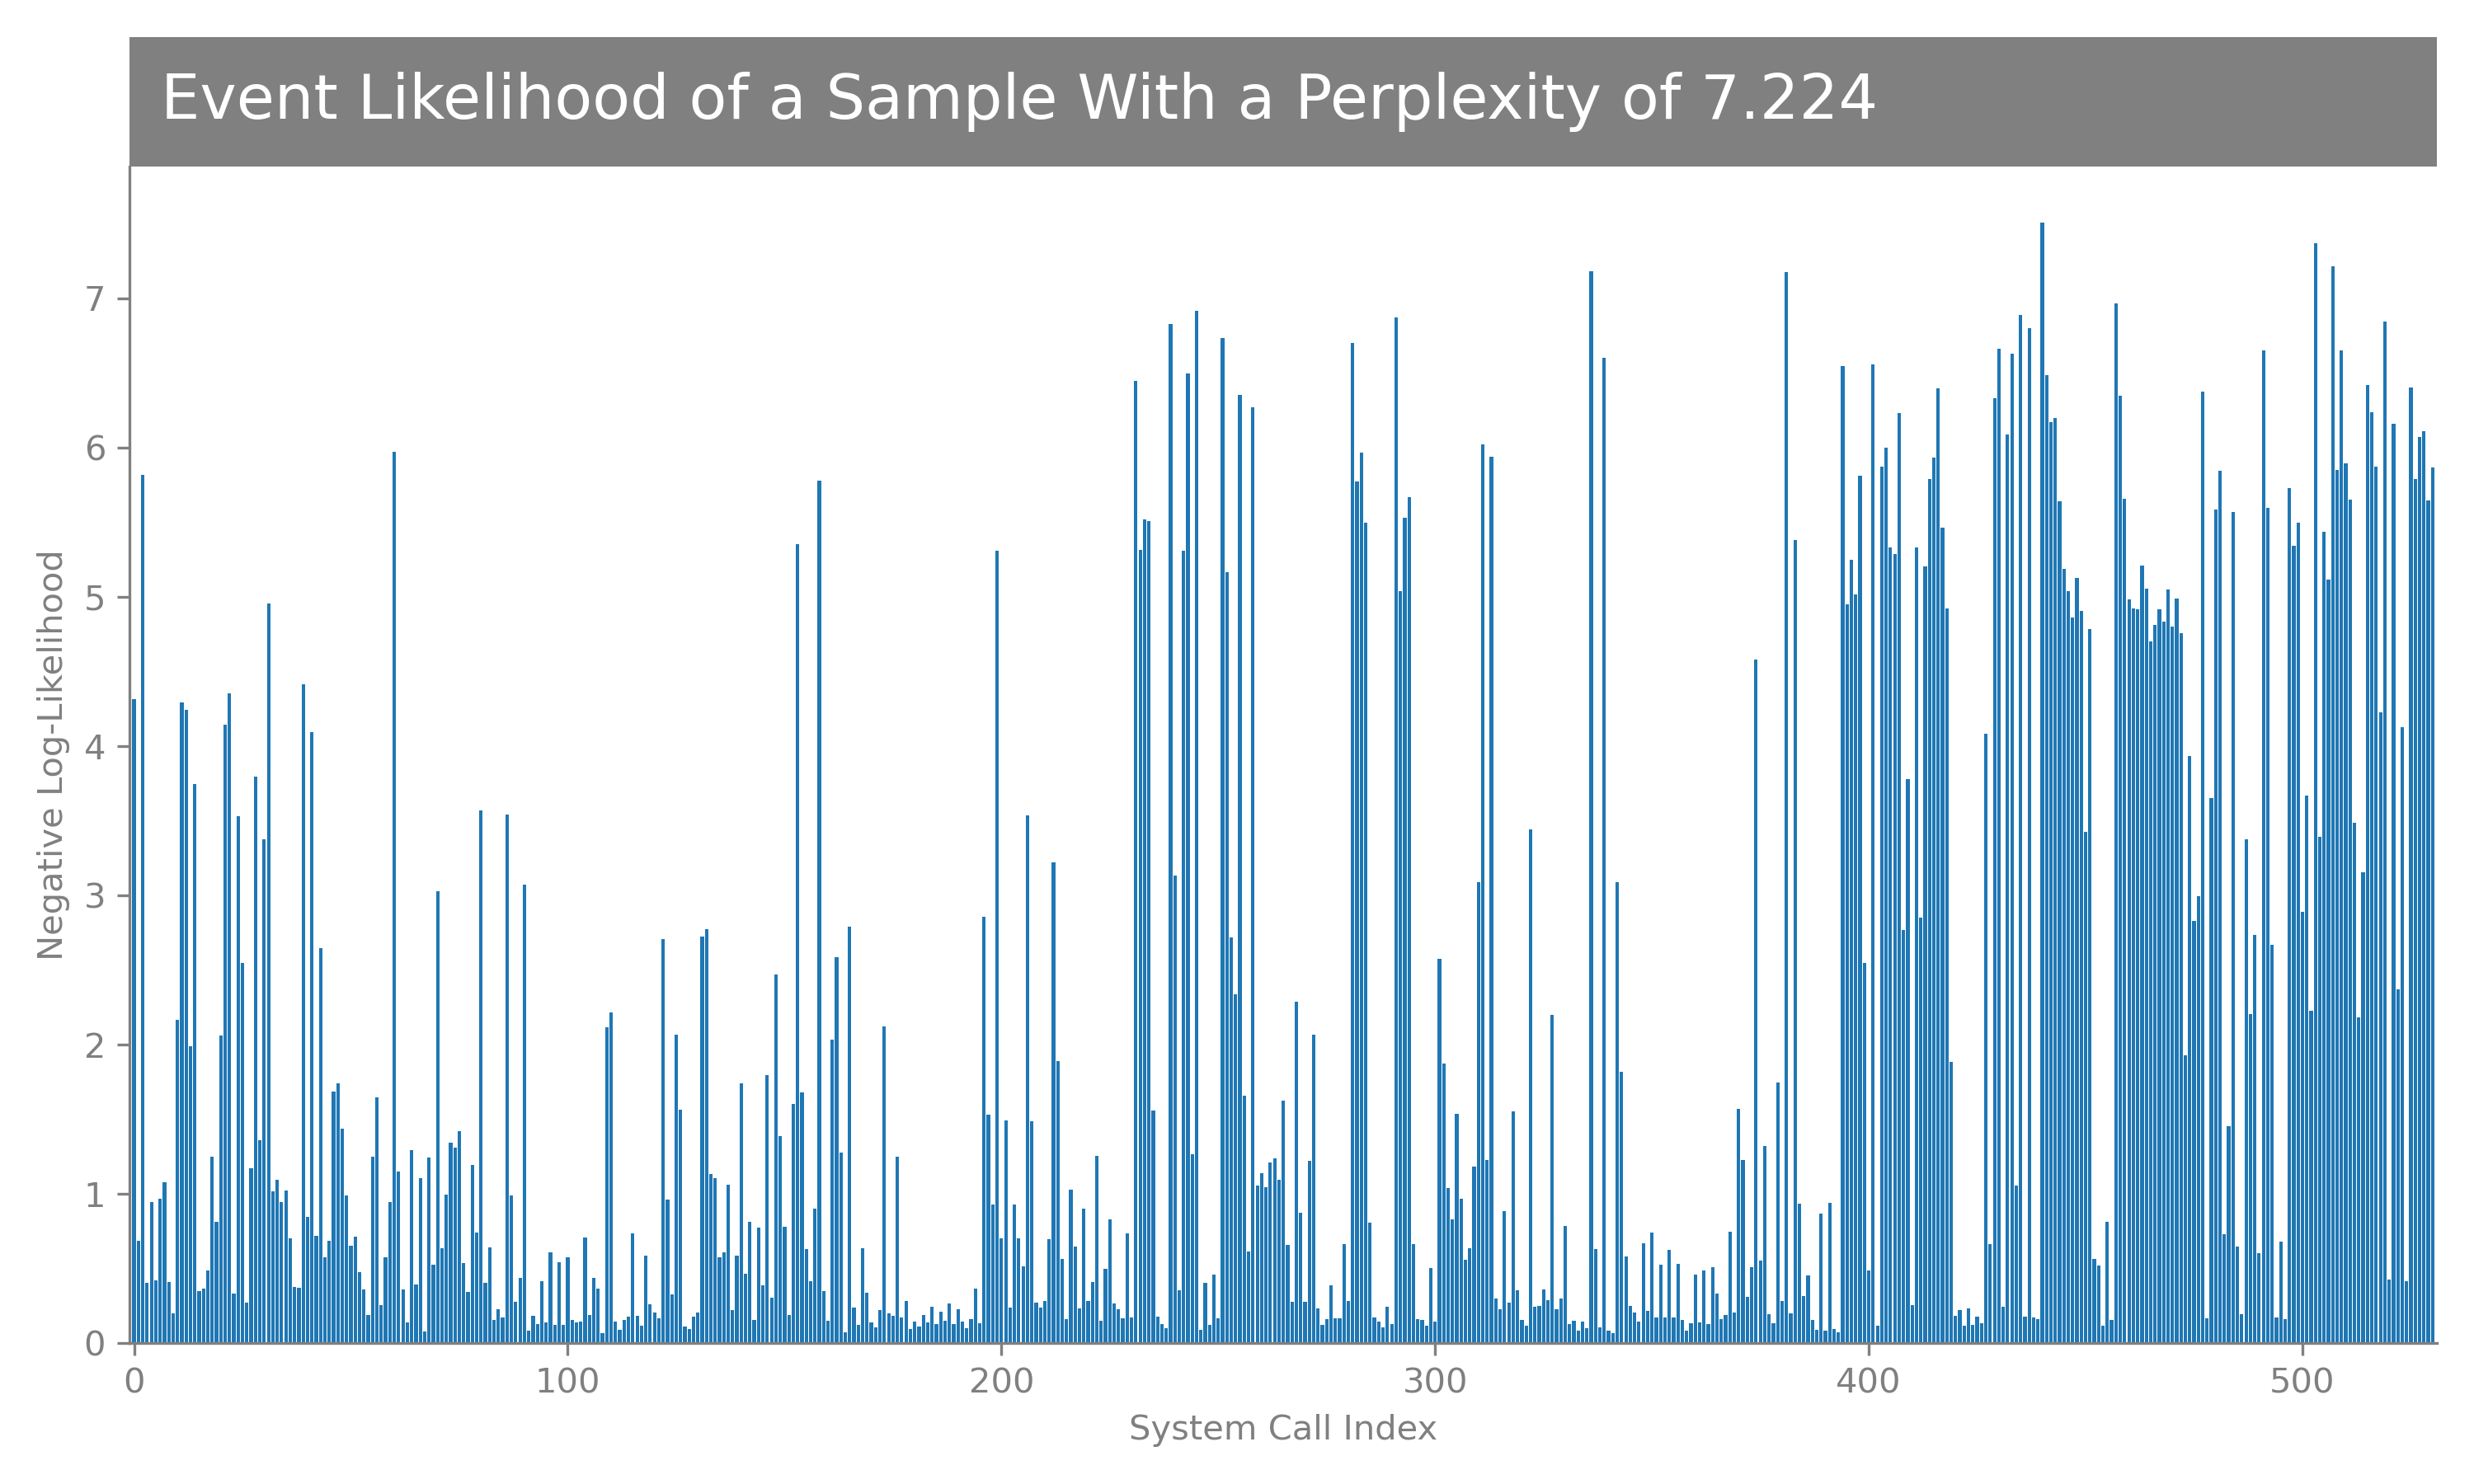 Event Likelihood of a Sample With a Perplexity of 7.224
Negative Log-Likelihood
7
6
5
4
3
2
1
0
0 100 200 300 400 500
System Call Index